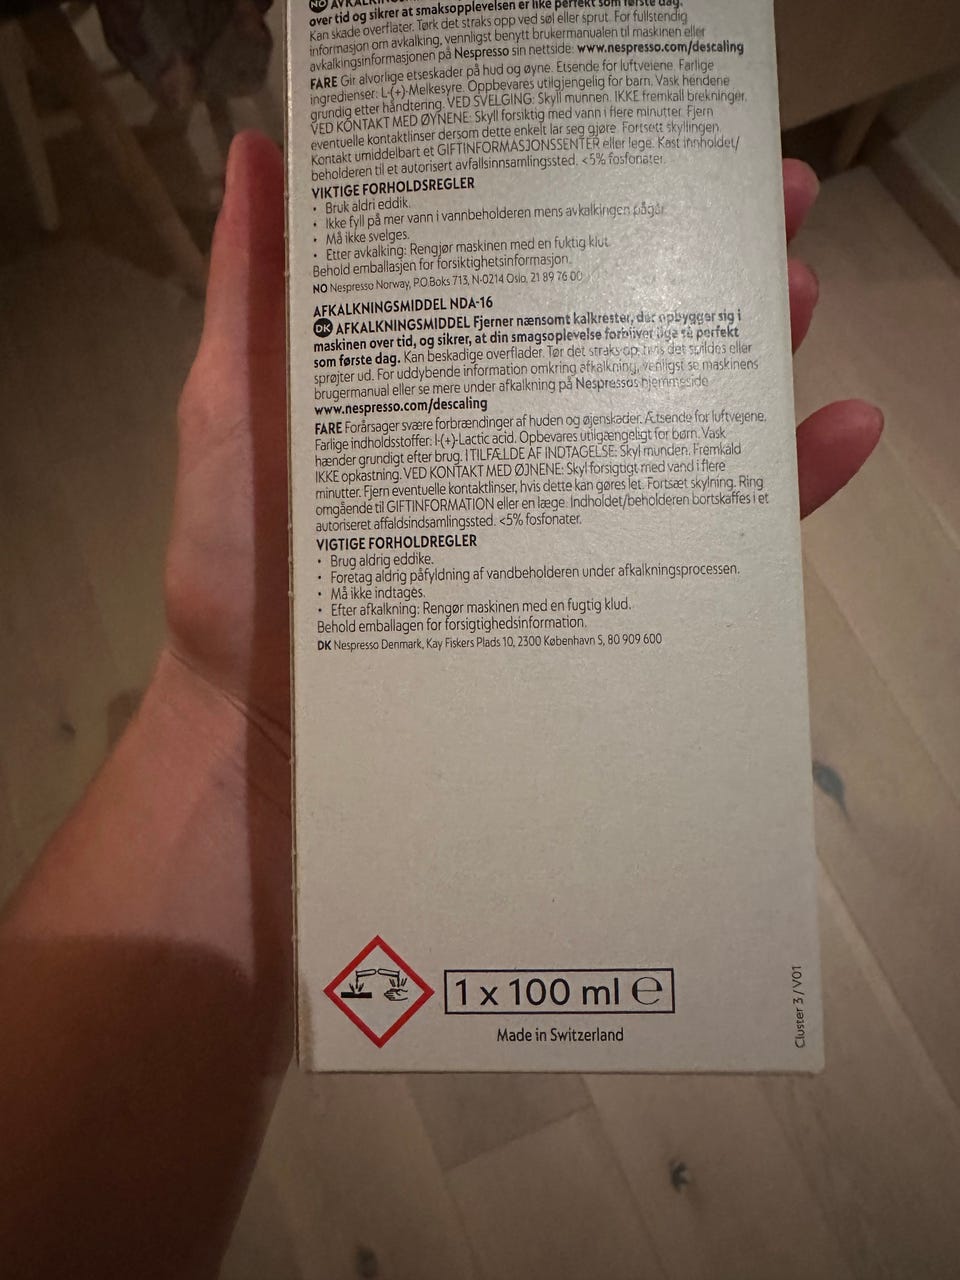 NO
over tid og sikrer at smaksopplevelsen er like perfekt som første dag.
Kan skade overflater. Tørk det straks opp ved søl eller sprut. For fullstendig
informasjon om avkalking, vennligst benytt brukermanualen til maskinen eller
avkalkingsinformasjonen på Nespresso sin nettside: www.nespresso.com/descaling
FARE Gir alvorlige etseskader på hud og øyne. Etsende for luftveiene. Farlige
ingredienser: L-(+)-Melkesyre. Oppbevares utilgjengelig for barn. Vask hendene
grundig etter håndtering. VED SVELGING: Skyll munnen. IKKE fremkall brekninger.
VED KONTAKT MED ØYNENE: Skyll forsiktig med vann i flere minutter. Fjern
eventuelle kontaktlinser dersom dette enkelt lar seg gjøre. Fortsett skyllingen.
Kontakt umiddelbart et GIFTINFORMASJONSSENTER eller lege. Kast innholdet/
beholderen til et autorisert avfallsinnsamlingssted. <5% fosfonater.
VIKTIGE FORHOLDSREGLER
• Bruk aldri eddik.
• Ikke fyll på mer vann i vannbeholderen mens avkalkingen pågår.
• Må ikke svelges.
• Etter avkalking: Rengjør maskinen med en fuktig klut.
Behold emballasjen for forsiktighetsinformasjon.
NO Nespresso Norway, P.O.Boks 713, N-0214 Oslo, 21 89 76 00
AFKALKNINGSMIDDEL NDA-16
DK AFKALKNINGSMIDDEL Fjerner nænsomt kalkrester, der opbygger sig i
maskinen over tid, og sikrer, at din smagsoplevelse forbliver lige så perfekt
som første dag. Kan beskadige overflader. Tør det straks op, hvis det spildes eller
sprøjter ud. For uddybende information omkring afkalkning, venligst se maskinens
brugermanual eller se mere under afkalkning på Nespressos hjemmeside
www.nespresso.com/descaling
FARE Forårsager svære forbrændinger af huden og øjenskader. Ætsende for luftvejene.
Farlige indholdsstoffer: l-(+)-Lactic acid. Opbevares utilgængeligt for børn. Vask
hænder grundigt efter brug. I TILFÆLDE AF INDTAGELSE: Skyl munden. Fremkald
IKKE opkastning. VED KONTAKT MED ØJNENE: Skyl forsigtigt med vand i flere
minutter. Fjern eventuelle kontaktlinser, hvis dette kan gøres let. Fortsæt skylning. Ring
omgående til GIFTINFORMATION eller en læge. Indholdet/beholderen bortskaffes i et
autoriseret affaldsindsamlingssted. <5% fosfonater.
VIGTIGE FORHOLDREGLER
• Brug aldrig eddike.
• Foretag aldrig påfyldning af vandbeholderen under afkalkningsprocessen.
• Må ikke indtages.
• Efter afkalkning: Rengør maskinen med en fugtig klud.
Behold emballagen for forsigtighedsinformation.
DK Nespresso Denmark, Kay Fiskers Plads 10, 2300 København S, 80 909 600
1 x 100 ml ℮
Made in Switzerland
Cluster 3 / V01